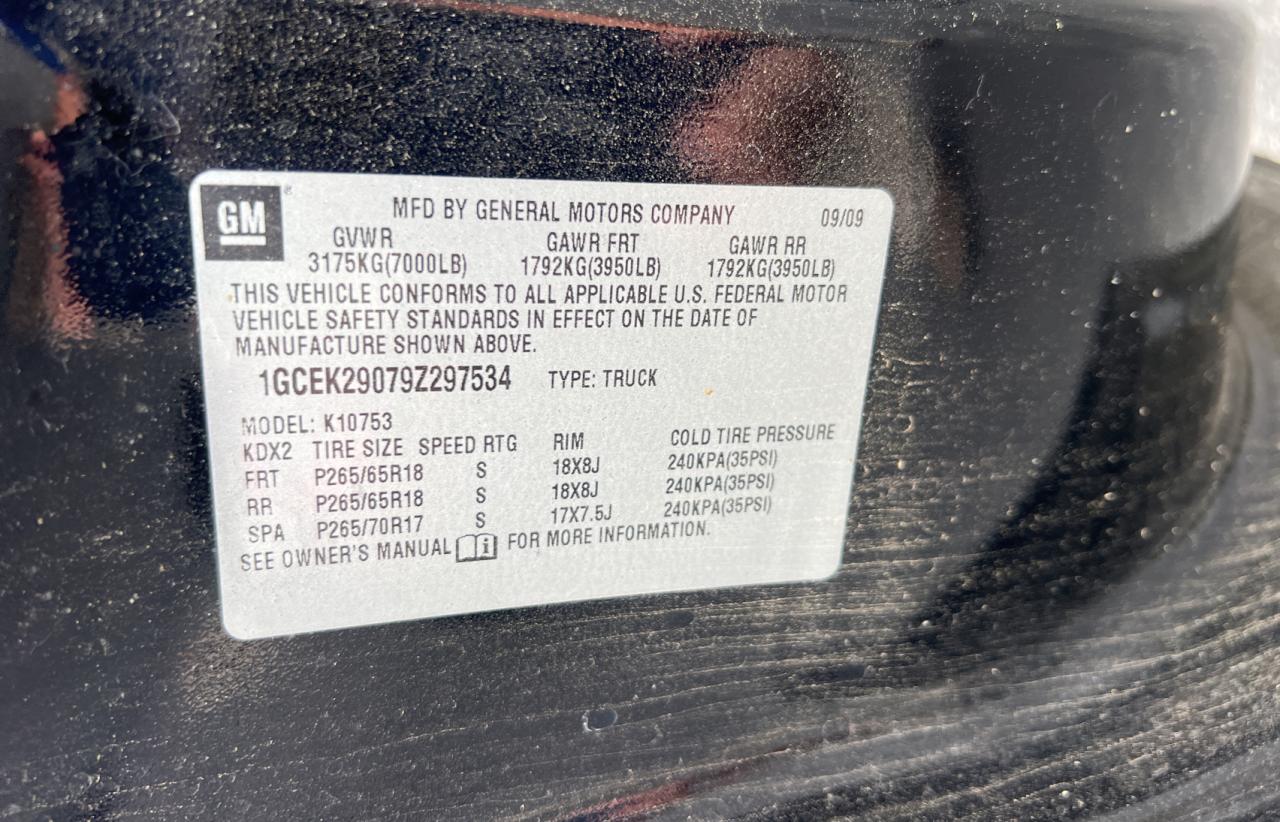 GM
MFD BY GENERAL MOTORS COMPANY 09/09
GVWR GAWR FRT GAWR RR
3175KG(7000LB) 1792KG(3950LB) 1792KG(3950LB)
THIS VEHICLE CONFORMS TO ALL APPLICABLE U.S. FEDERAL MOTOR
VEHICLE SAFETY STANDARDS IN EFFECT ON THE DATE OF
MANUFACTURE SHOWN ABOVE.
1GCEK29079Z297534 TYPE: TRUCK
MODEL: K10753
KDX2 TIRE SIZE SPEED RTG RIM COLD TIRE PRESSURE
FRT P265/65R18 S 18X8J 240KPA(35PSI)
RR P265/65R18 S 18X8J 240KPA(35PSI)
SPA P265/70R17 S 17X7.5J 240KPA(35PSI)
SEE OWNER'S MANUAL i FOR MORE INFORMATION.